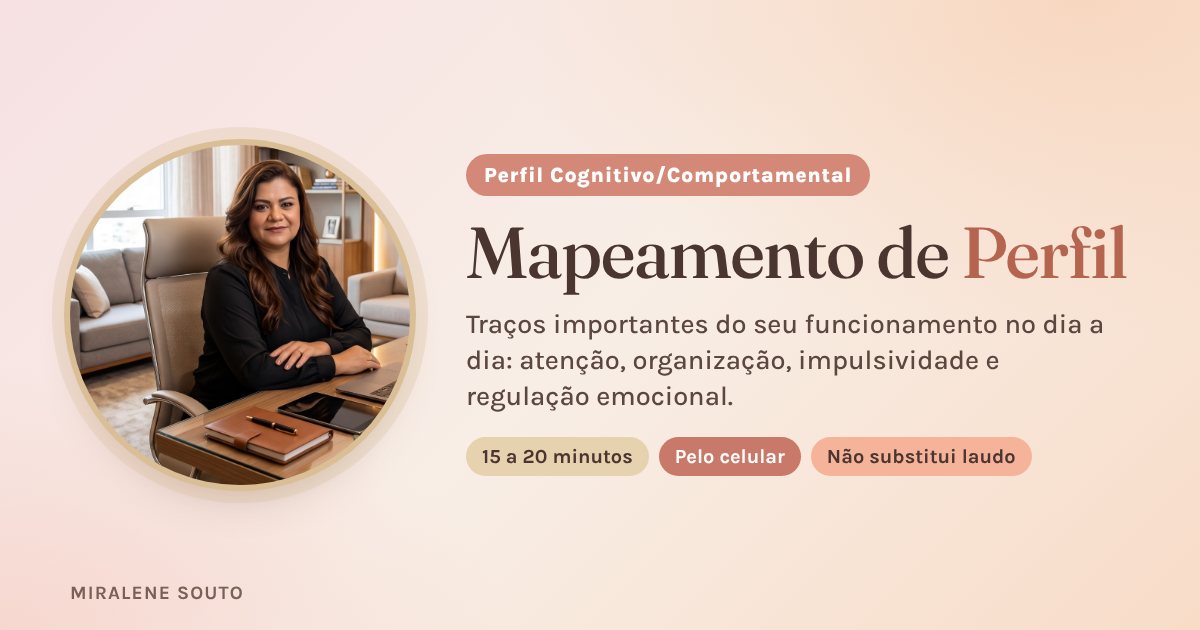 Perfil Cognitivo/Comportamental
Mapeamento de Perfil
Traços importantes do seu funcionamento no dia a
dia: atenção, organização, impulsividade e
regulação emocional.
15 a 20 minutos
Pelo celular
Não substitui laudo
MIRALENE SOUTO